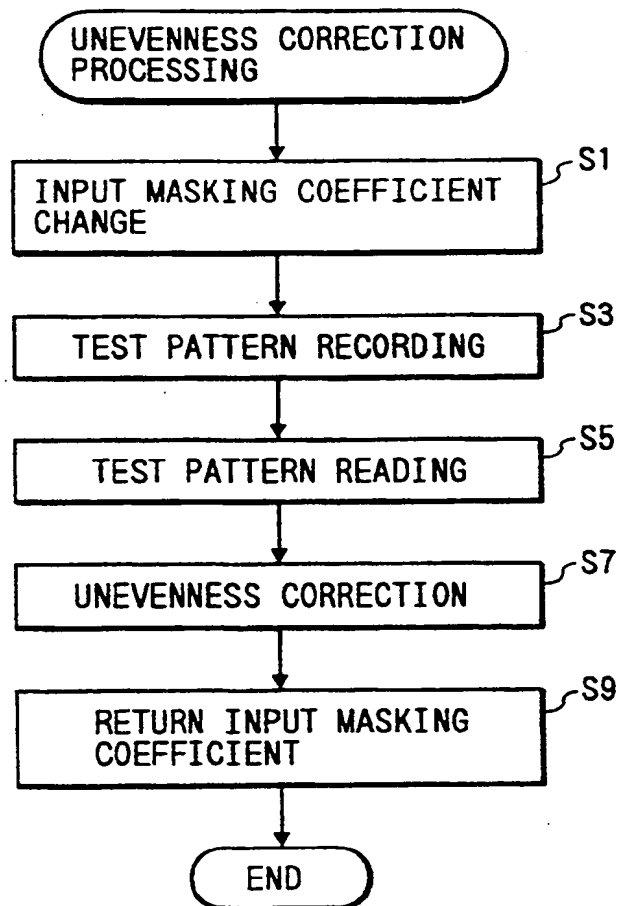 UNEVENNESS CORRECTION
PROCESSING
S1
INPUT MASKING COEFFICIENT
CHANGE
S3
TEST PATTERN RECORDING
S5
TEST PATTERN READING
S7
UNEVENNESS CORRECTION
S9
RETURN INPUT MASKING
COEFFICIENT
END